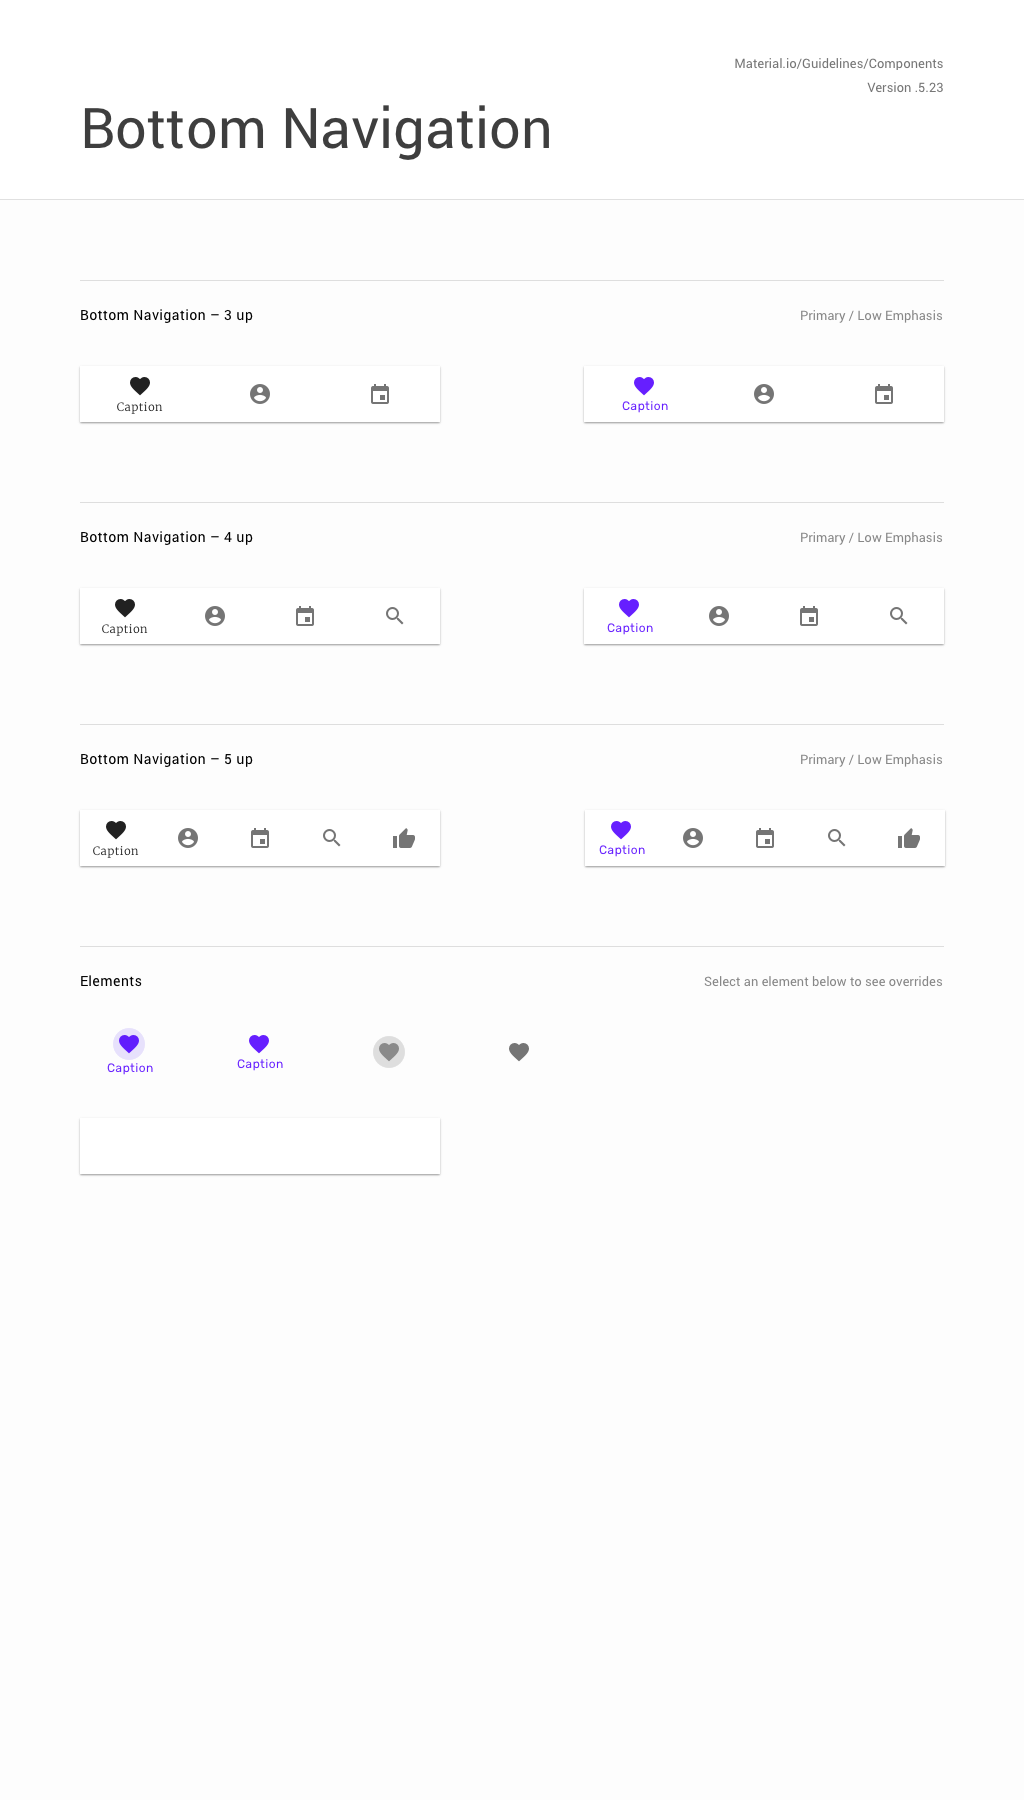 Material.io/Guidelines/Components
Version .5.23
Bottom Navigation
Bottom Navigation – 3 up
Primary / Low Emphasis
Caption
Caption
Bottom Navigation – 4 up
Primary / Low Emphasis
Caption
Caption
Bottom Navigation – 5 up
Primary / Low Emphasis
Caption
Caption
Elements
Select an element below to see overrides
Caption
Caption